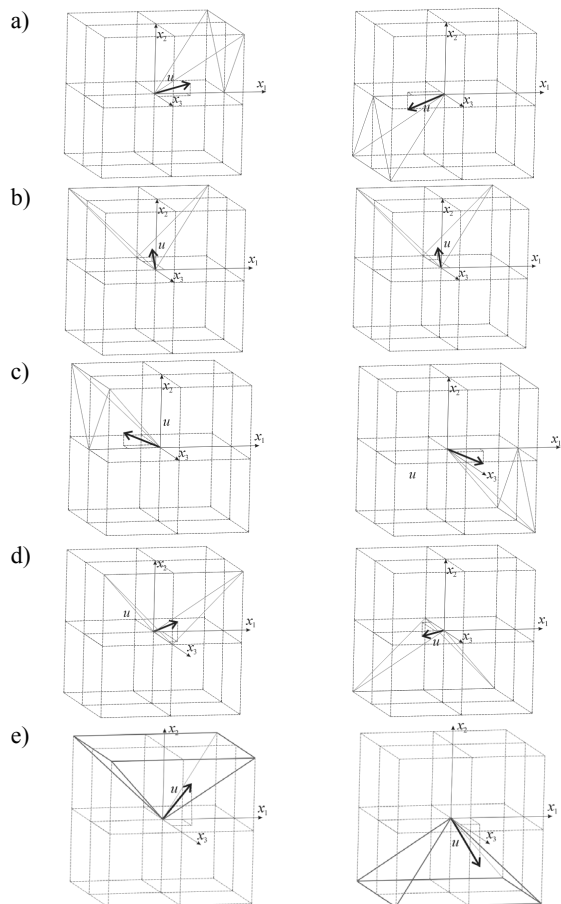 a)
x₂
u
x₁
x₃
x₂
x₁
x₃
u
b)
x₂
u
x₁
x₃
x₂
u
x₁
x₃
c)
x₂
u
x₁
x₃
x₂
x₁
x₃
u
d)
x₂
u
x₁
x₃
x₂
x₁
x₃
u
e)
x₂
u
x₁
x₃
x₂
x₁
x₃
u